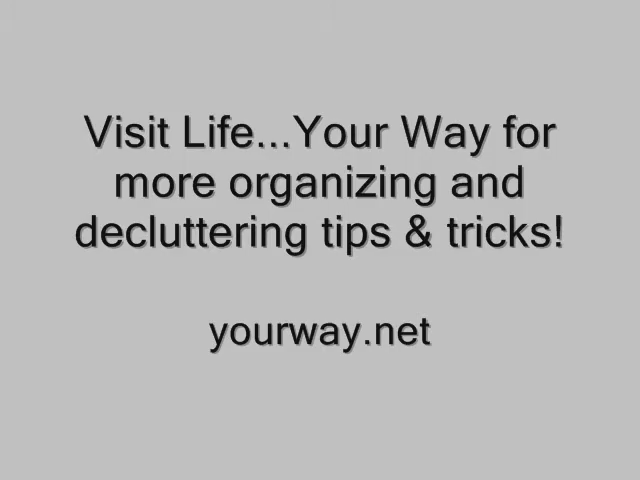 Visit Life...Your Way for
more organizing and
decluttering tips & tricks!
yourway.net